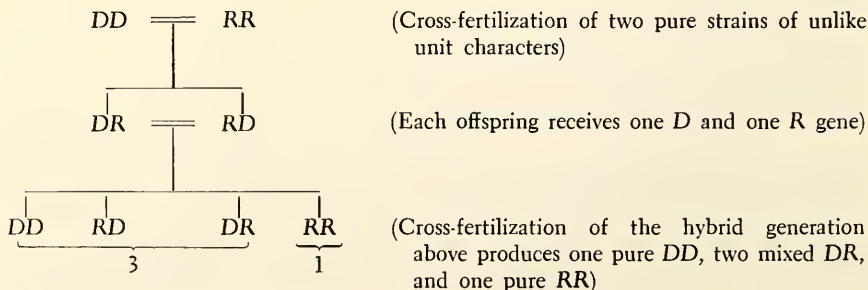 DD RR (Cross-fertilization of two pure strains of unlike
unit characters)
DR RD (Each offspring receives one D and one R gene)
DD RD DR RR (Cross-fertilization of the hybrid generation
3 1 above produces one pure DD, two mixed DR,
and one pure RR)